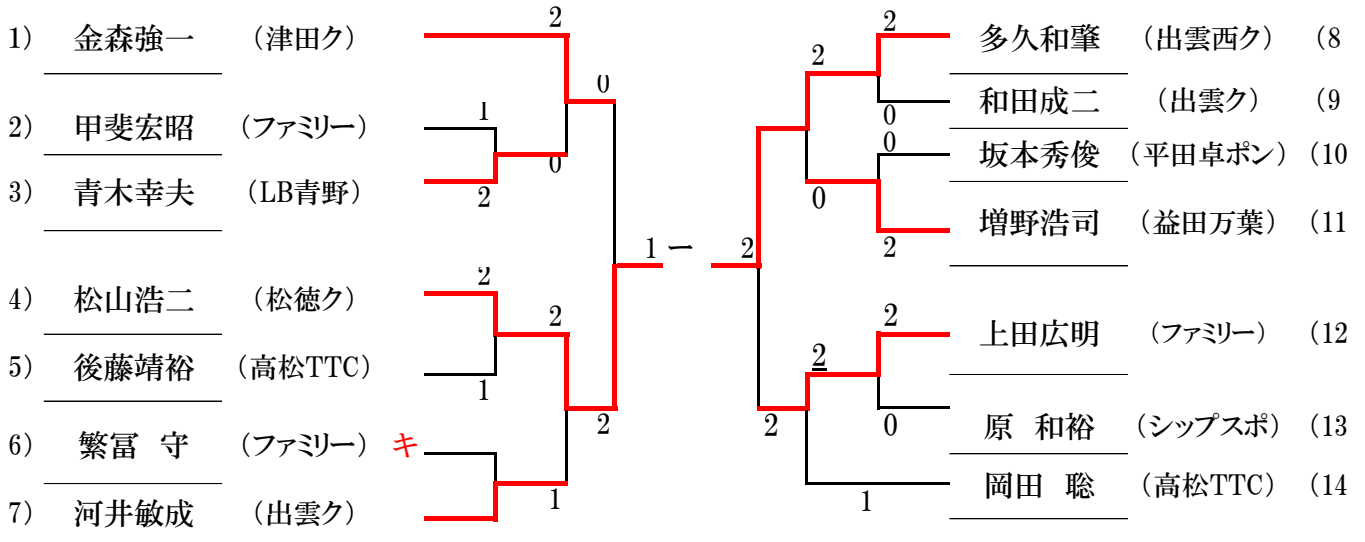 1) 金森強一 (津田ク) 2
2 多久和肇 (出雲西ク) (8
2
0
和田成二 (出雲ク) (9
0
2) 甲斐宏昭 (ファミリー) 1
0
0 坂本秀俊 (平田卓ポン) (10
3) 青木幸夫 (LB青野) 2
0
増野浩司 (益田万葉) (11
2
1 ー 2
4) 松山浩二 (松徳ク) 2
2
2 上田広明 (ファミリー) (12
2
5) 後藤靖裕 (高松TTC) 1
2
2
0 原 和裕 (シップスポ) (13
6) 繁冨 守 (ファミリー) キ
1
1 岡田 聡 (高松TTC) (14
7) 河井敏成 (出雲ク)